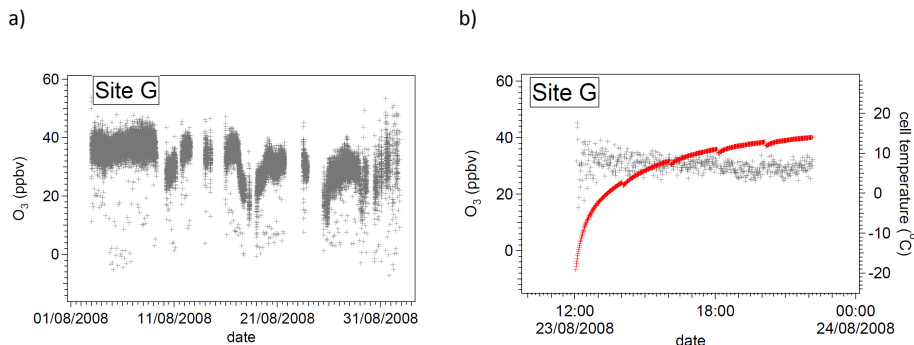 a)
b)
Site G
60
40
20
0
O3 (ppbv)
01/08/2008 11/08/2008 21/08/2008 31/08/2008
date
Site G
60
40
20
0
O3 (ppbv)
20
10
0
-10
-20
cell temperature (°C)
12:00 18:00 00:00
23/08/2008 24/08/2008
date